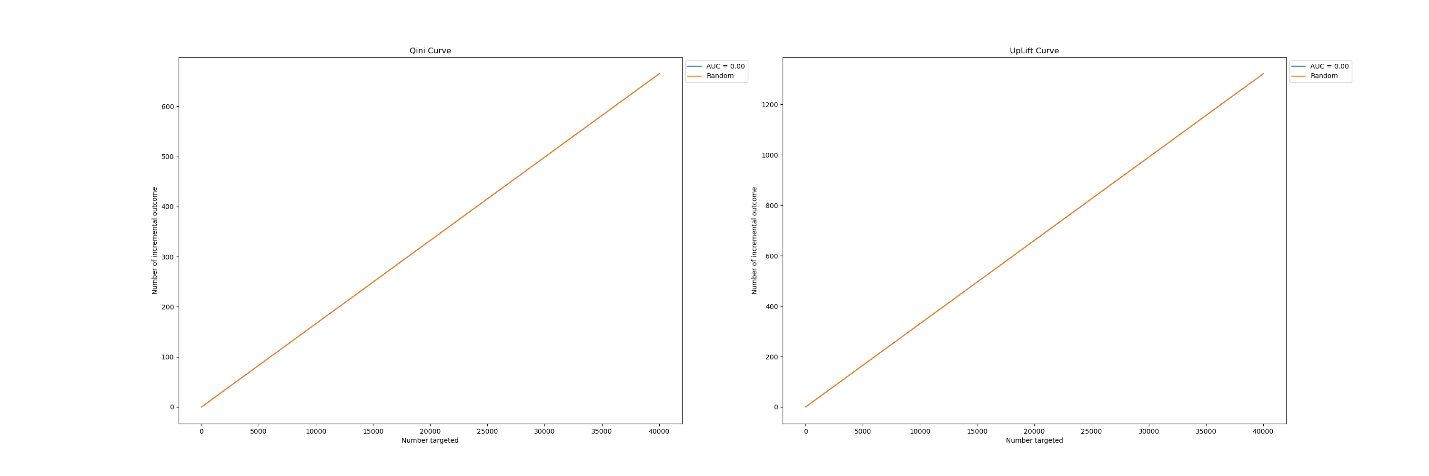 Qini Curve
AUC = 0.00
Random
Number of incremental outcome
600
500
400
300
200
100
0
0 5000 10000 15000 20000 25000 30000 35000 40000
Number targeted
UpLift Curve
AUC = 0.00
Random
Number of incremental outcome
1200
1000
800
600
400
200
0
0 5000 10000 15000 20000 25000 30000 35000 40000
Number targeted